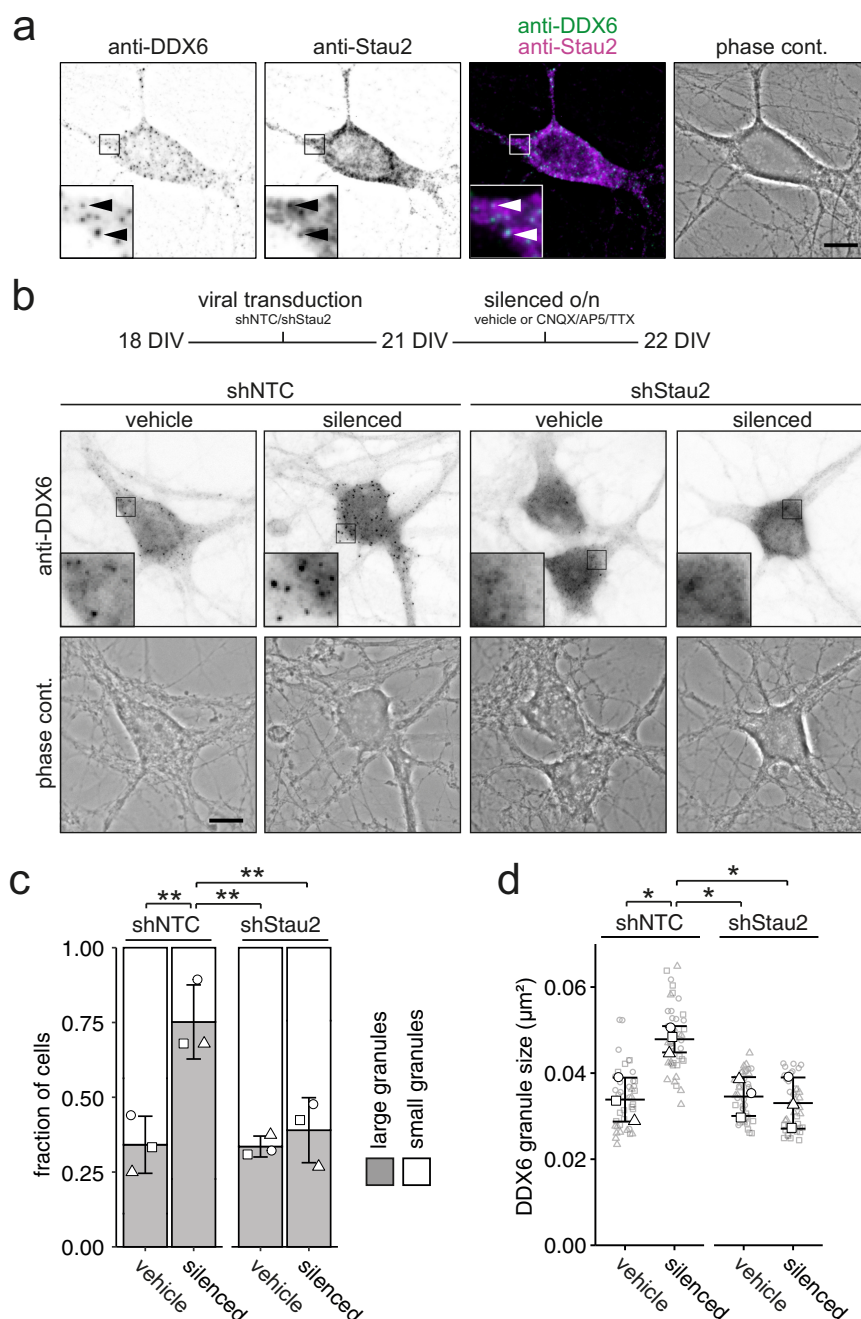 a
anti-DDX6
anti-Stau2
anti-DDX6
anti-Stau2
phase cont.
b
viral transduction
shNTC/shStau2
silenced o/n
vehicle or CNQX/AP5/TTX
18 DIV
21 DIV
22 DIV
shNTC
shStau2
vehicle
silenced
vehicle
silenced
anti-DDX6
phase cont.
c
**
**
**
shNTC
shStau2
1.00
0.75
0.50
0.25
0.00
fraction of cells
vehicle
silenced
vehicle
silenced
large granules
small granules
d
*
*
*
shNTC
shStau2
0.06
0.04
0.02
0.00
DDX6 granule size (µm²)
vehicle
silenced
vehicle
silenced